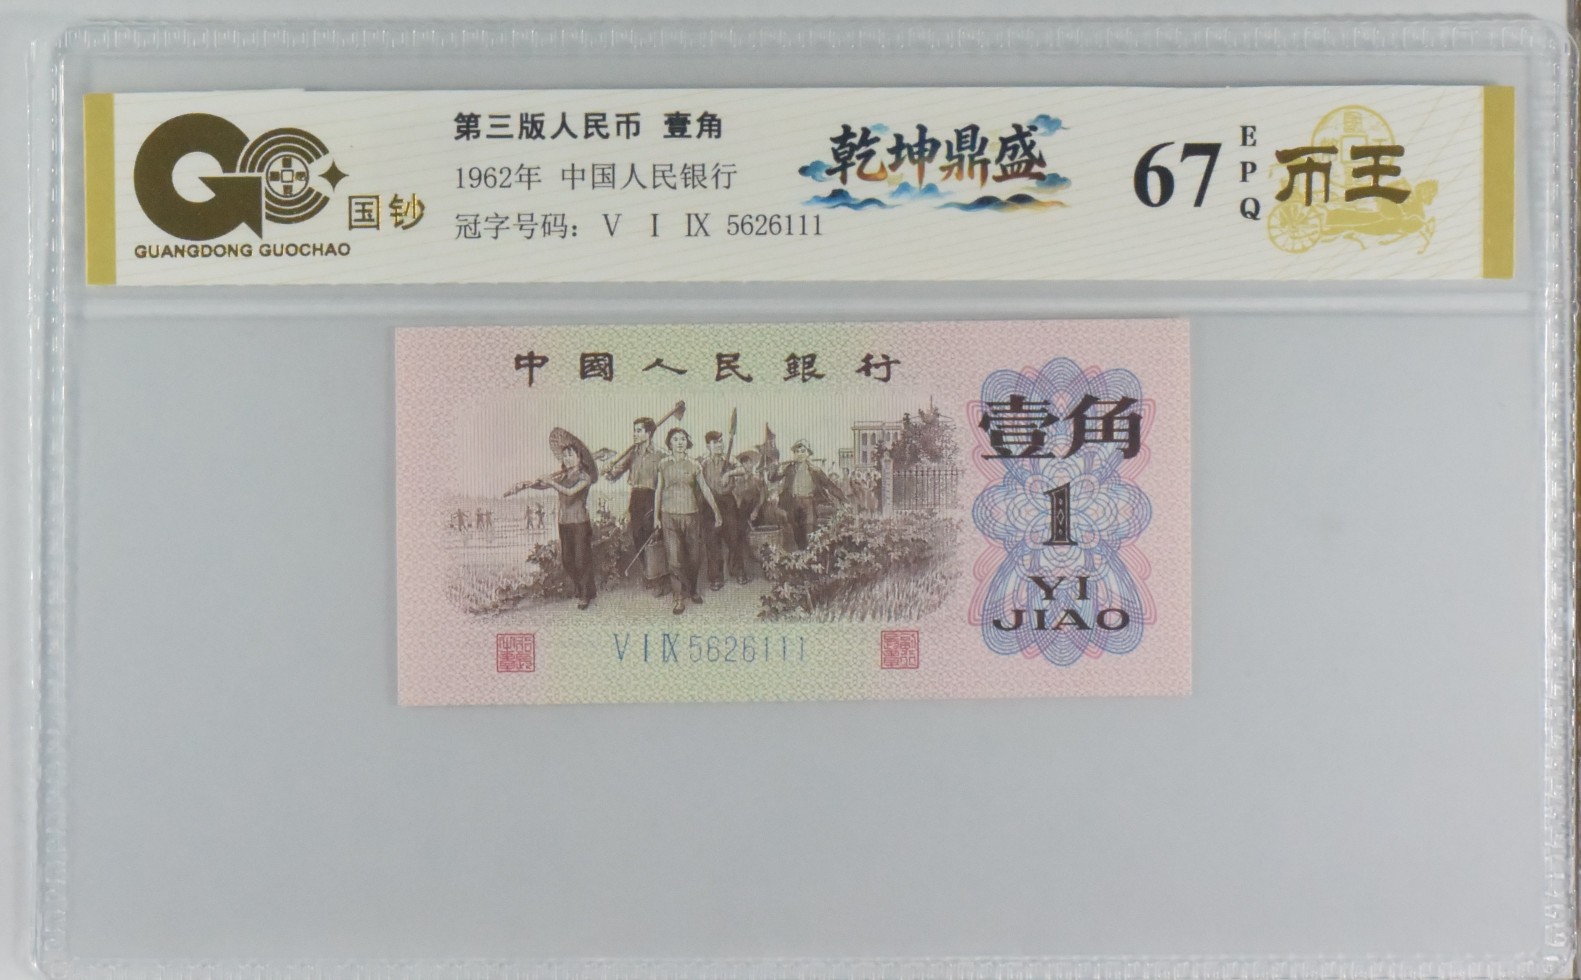 第三版人民币 壹角
1962年 中国人民银行
冠字号码: V I IX 5626111
国钞
GUANGDONG GUOCHAO
乾坤鼎盛
67
EPQ
币王
中國人民銀行
壹角
1
YI
JIAO
V I IX 5626111